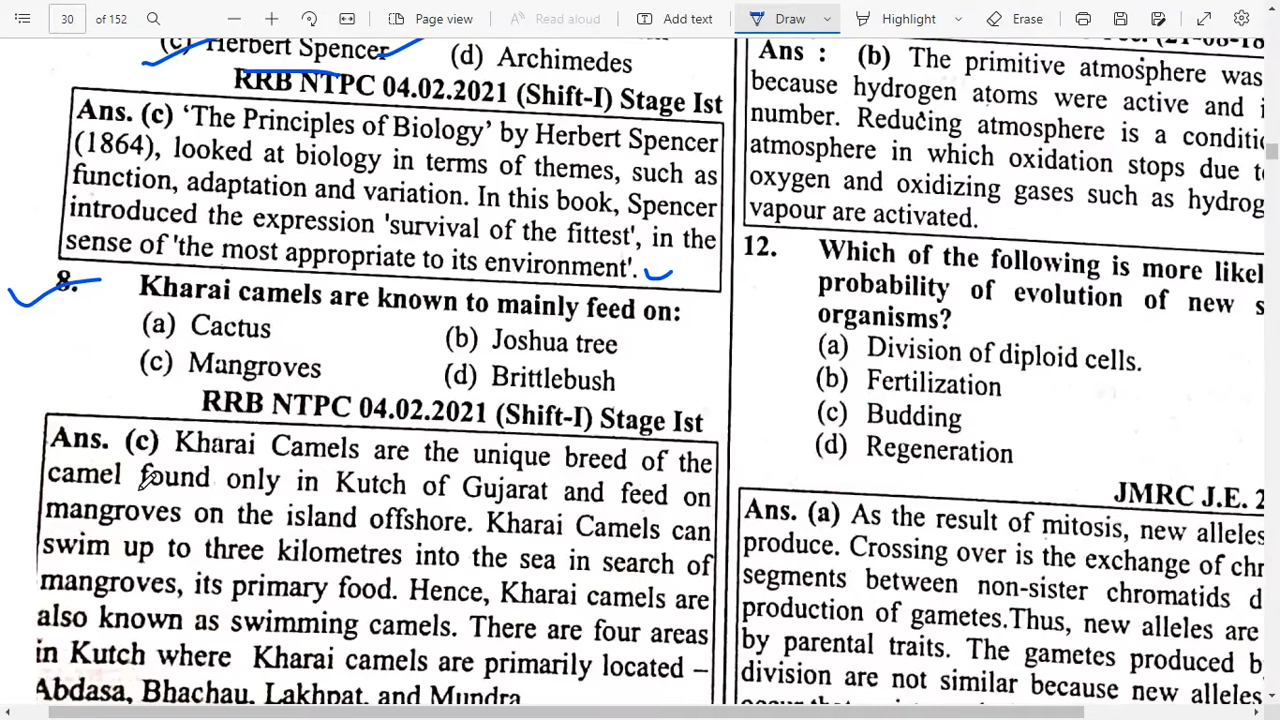 30 of 152
Page view
Read aloud
Add text
Draw
Highlight
Erase
(c) Herbert Spencer
(d) Archimedes
RRB NTPC 04.02.2021 (Shift-I) Stage Ist
Ans. (c) ‘The Principles of Biology’ by Herbert Spencer
(1864), looked at biology in terms of themes, such as
function, adaptation and variation. In this book, Spencer
introduced the expression 'survival of the fittest', in the
sense of 'the most appropriate to its environment'.
8. Kharai camels are known to mainly feed on:
(a) Cactus (b) Joshua tree
(c) Mangroves (d) Brittlebush
RRB NTPC 04.02.2021 (Shift-I) Stage Ist
Ans. (c) Kharai Camels are the unique breed of the
camel found only in Kutch of Gujarat and feed on
mangroves on the island offshore. Kharai Camels can
swim up to three kilometres into the sea in search of
mangroves, its primary food. Hence, Kharai camels are
also known as swimming camels. There are four areas
in Kutch where Kharai camels are primarily located –
Abdasa, Bhachau, Lakhpat, and Mundra
Ans : (b) The primitive atmosphere was
because hydrogen atoms were active and i
number. Reducing atmosphere is a conditi
atmosphere in which oxidation stops due t
oxygen and oxidizing gases such as hydrog
vapour are activated.
12. Which of the following is more likel
probability of evolution of new s
organisms?
(a) Division of diploid cells.
(b) Fertilization
(c) Budding
(d) Regeneration
JMRC J.E. 2
Ans. (a) As the result of mitosis, new alleles
produce. Crossing over is the exchange of chr
segments between non-sister chromatids d
production of gametes.Thus, new alleles are
by parental traits. The gametes produced b
division are not similar because new alleles